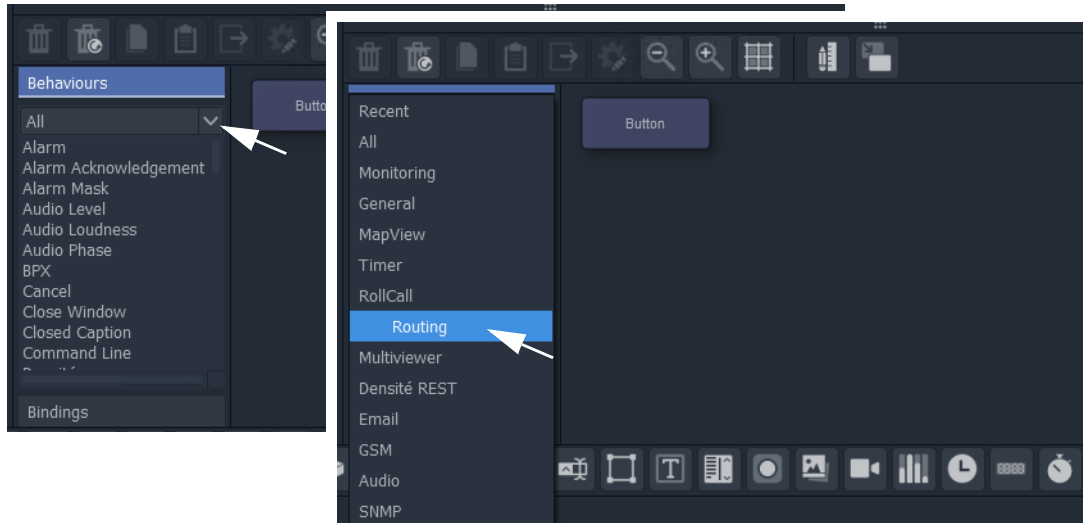 Behaviours
All
Alarm
Alarm Acknowledgement
Alarm Mask
Audio Level
Audio Loudness
Audio Phase
BPX
Cancel
Close Window
Closed Caption
Command Line
Bindings
Recent
All
Monitoring
General
MapView
Timer
RollCall
Routing
Multiviewer
Densité REST
Email
GSM
Audio
SNMP
Button
T
8888